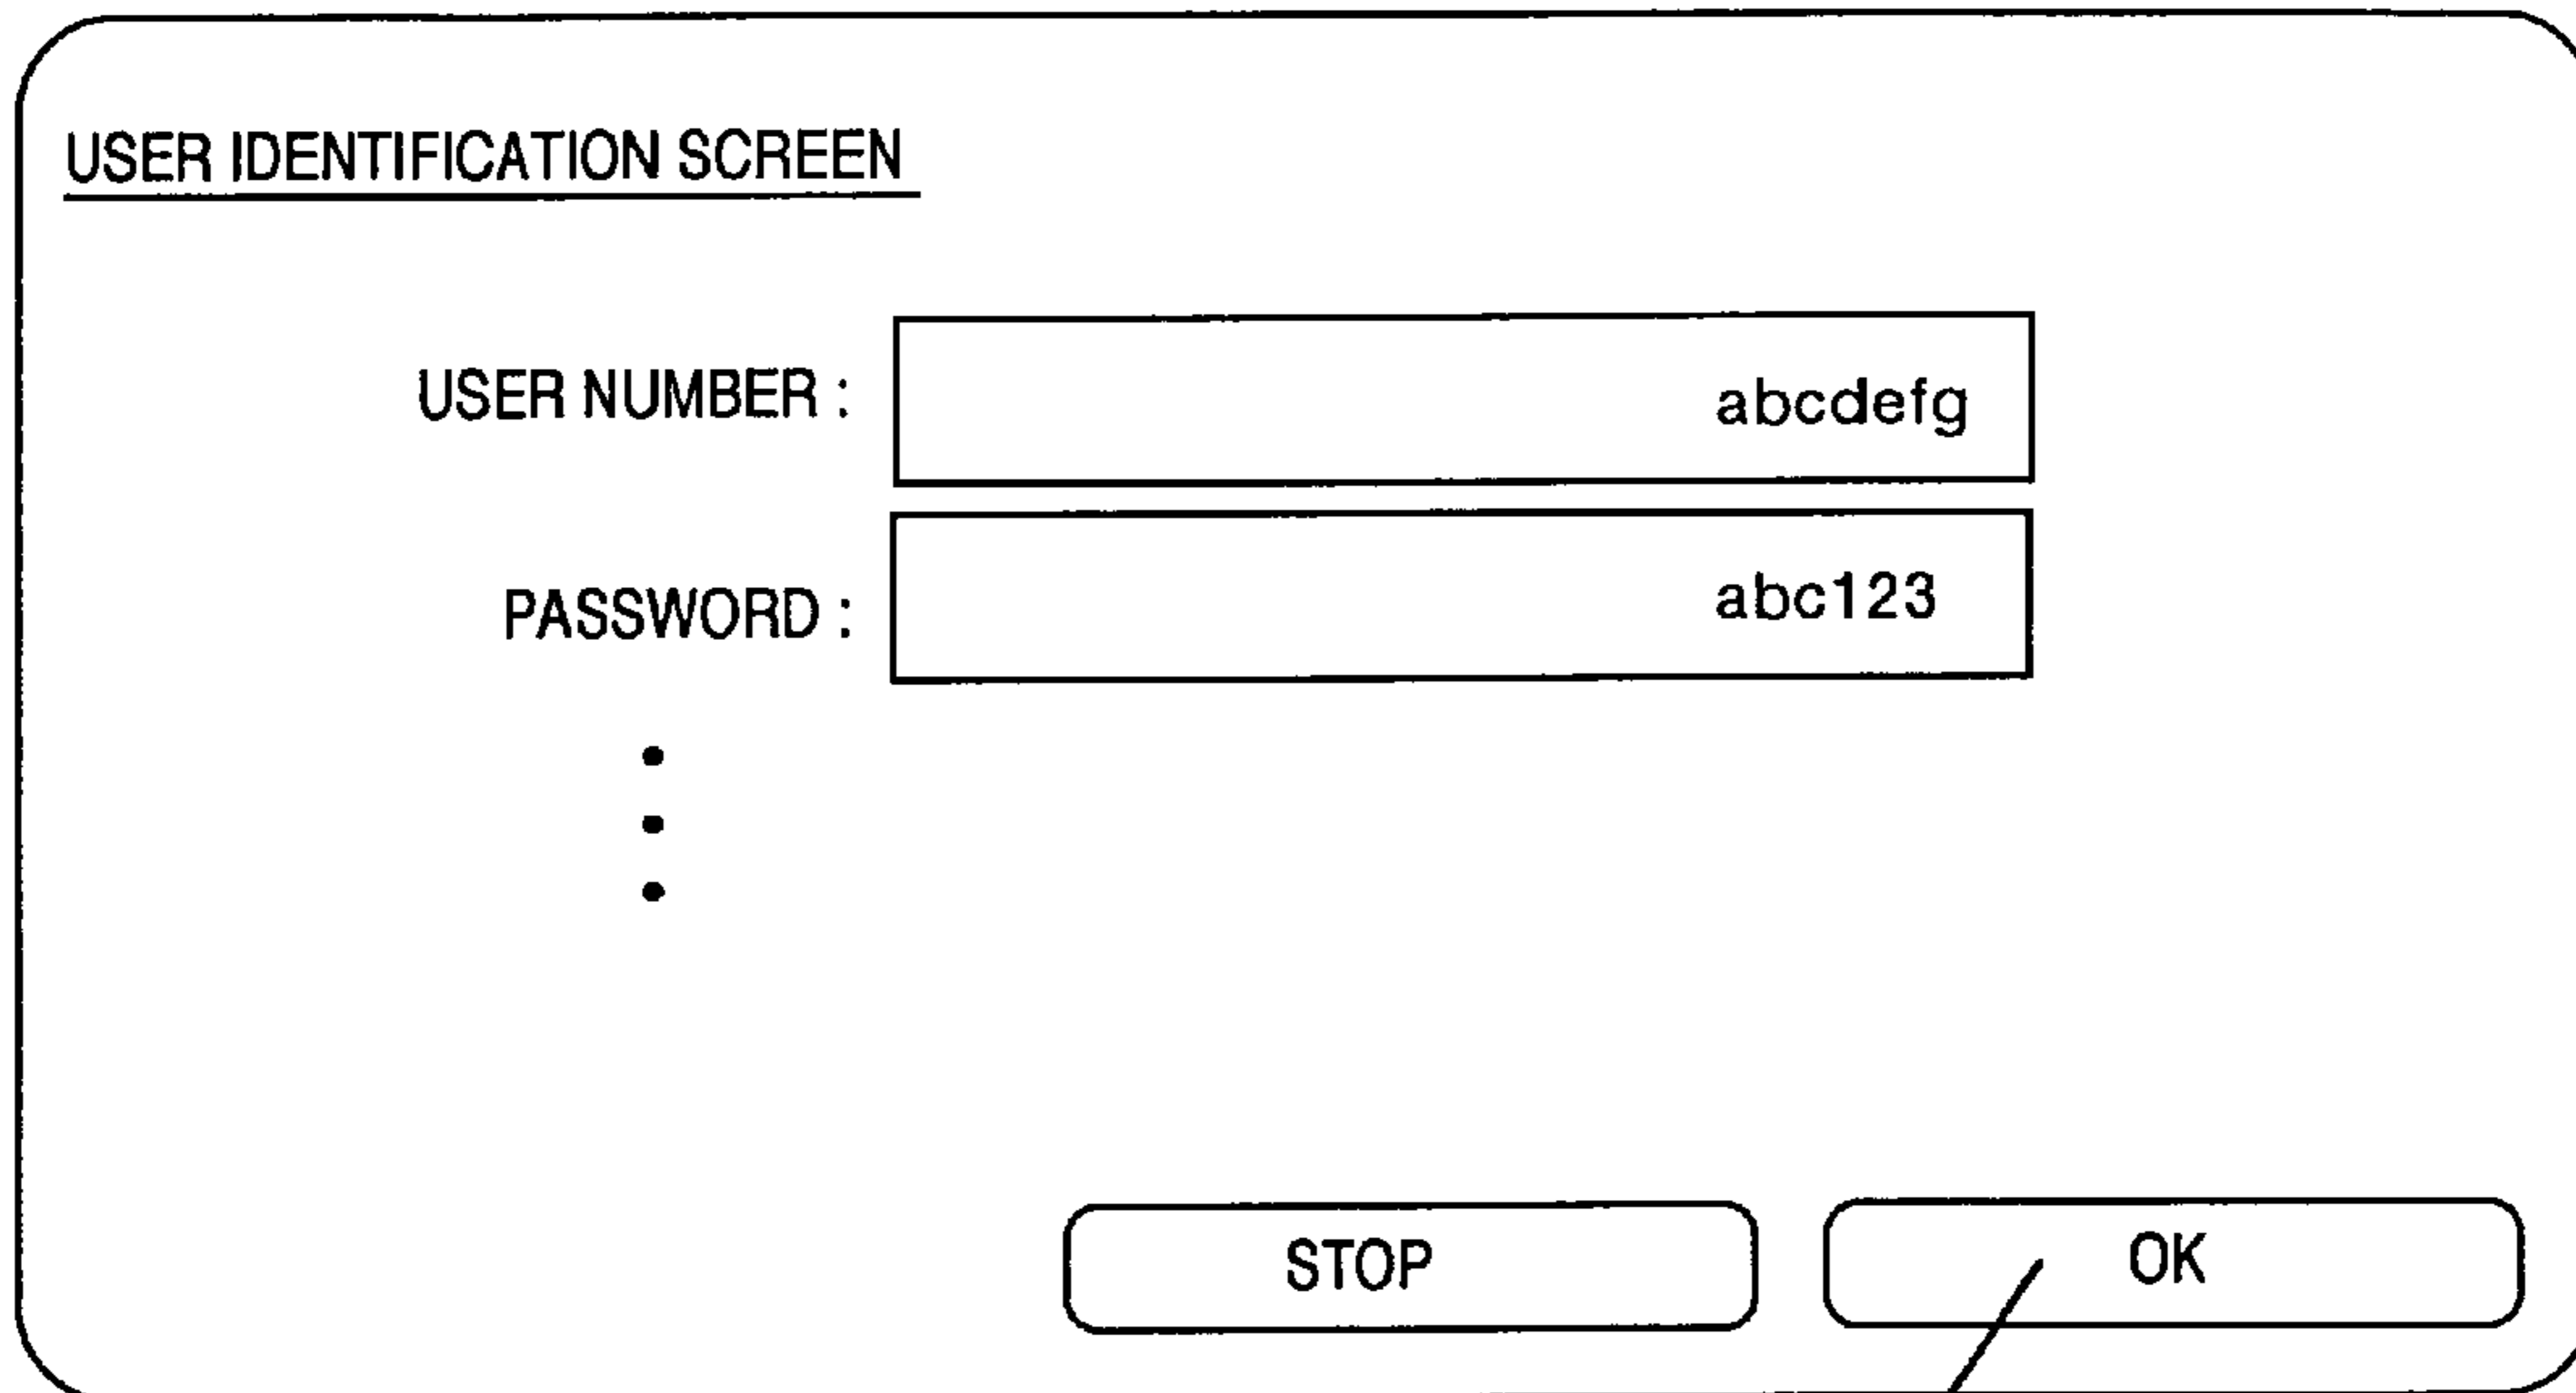 USER IDENTIFICATION SCREEN
USER NUMBER : abcdefg
PASSWORD : abc123
STOP OK